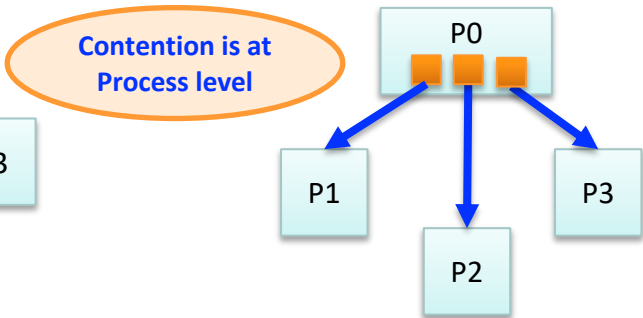 Contention is at
Process level
P0
P1
P3
P2